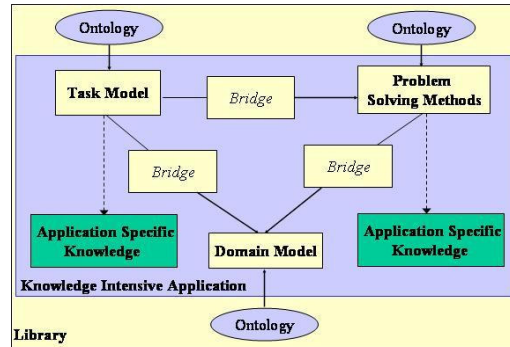 Ontology
Ontology
Task Model
Bridge
Problem
Solving Methods
Bridge
Bridge
Application Specific
Knowledge
Domain Model
Application Specific
Knowledge
Knowledge Intensive Application
Ontology
Library